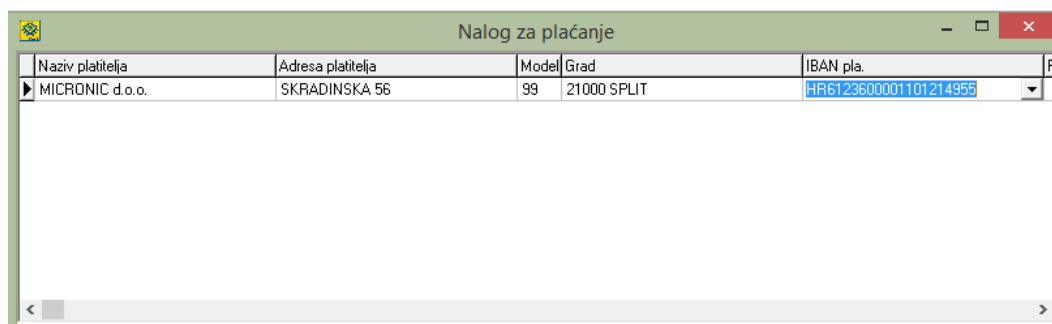 Nalog za plaćanje
Naziv platitelja Adresa platitelja Model Grad IBAN pla.
MICRONIC d.o.o. SKRADINSKA 56 99 21000 SPLIT HR6123600001101214955